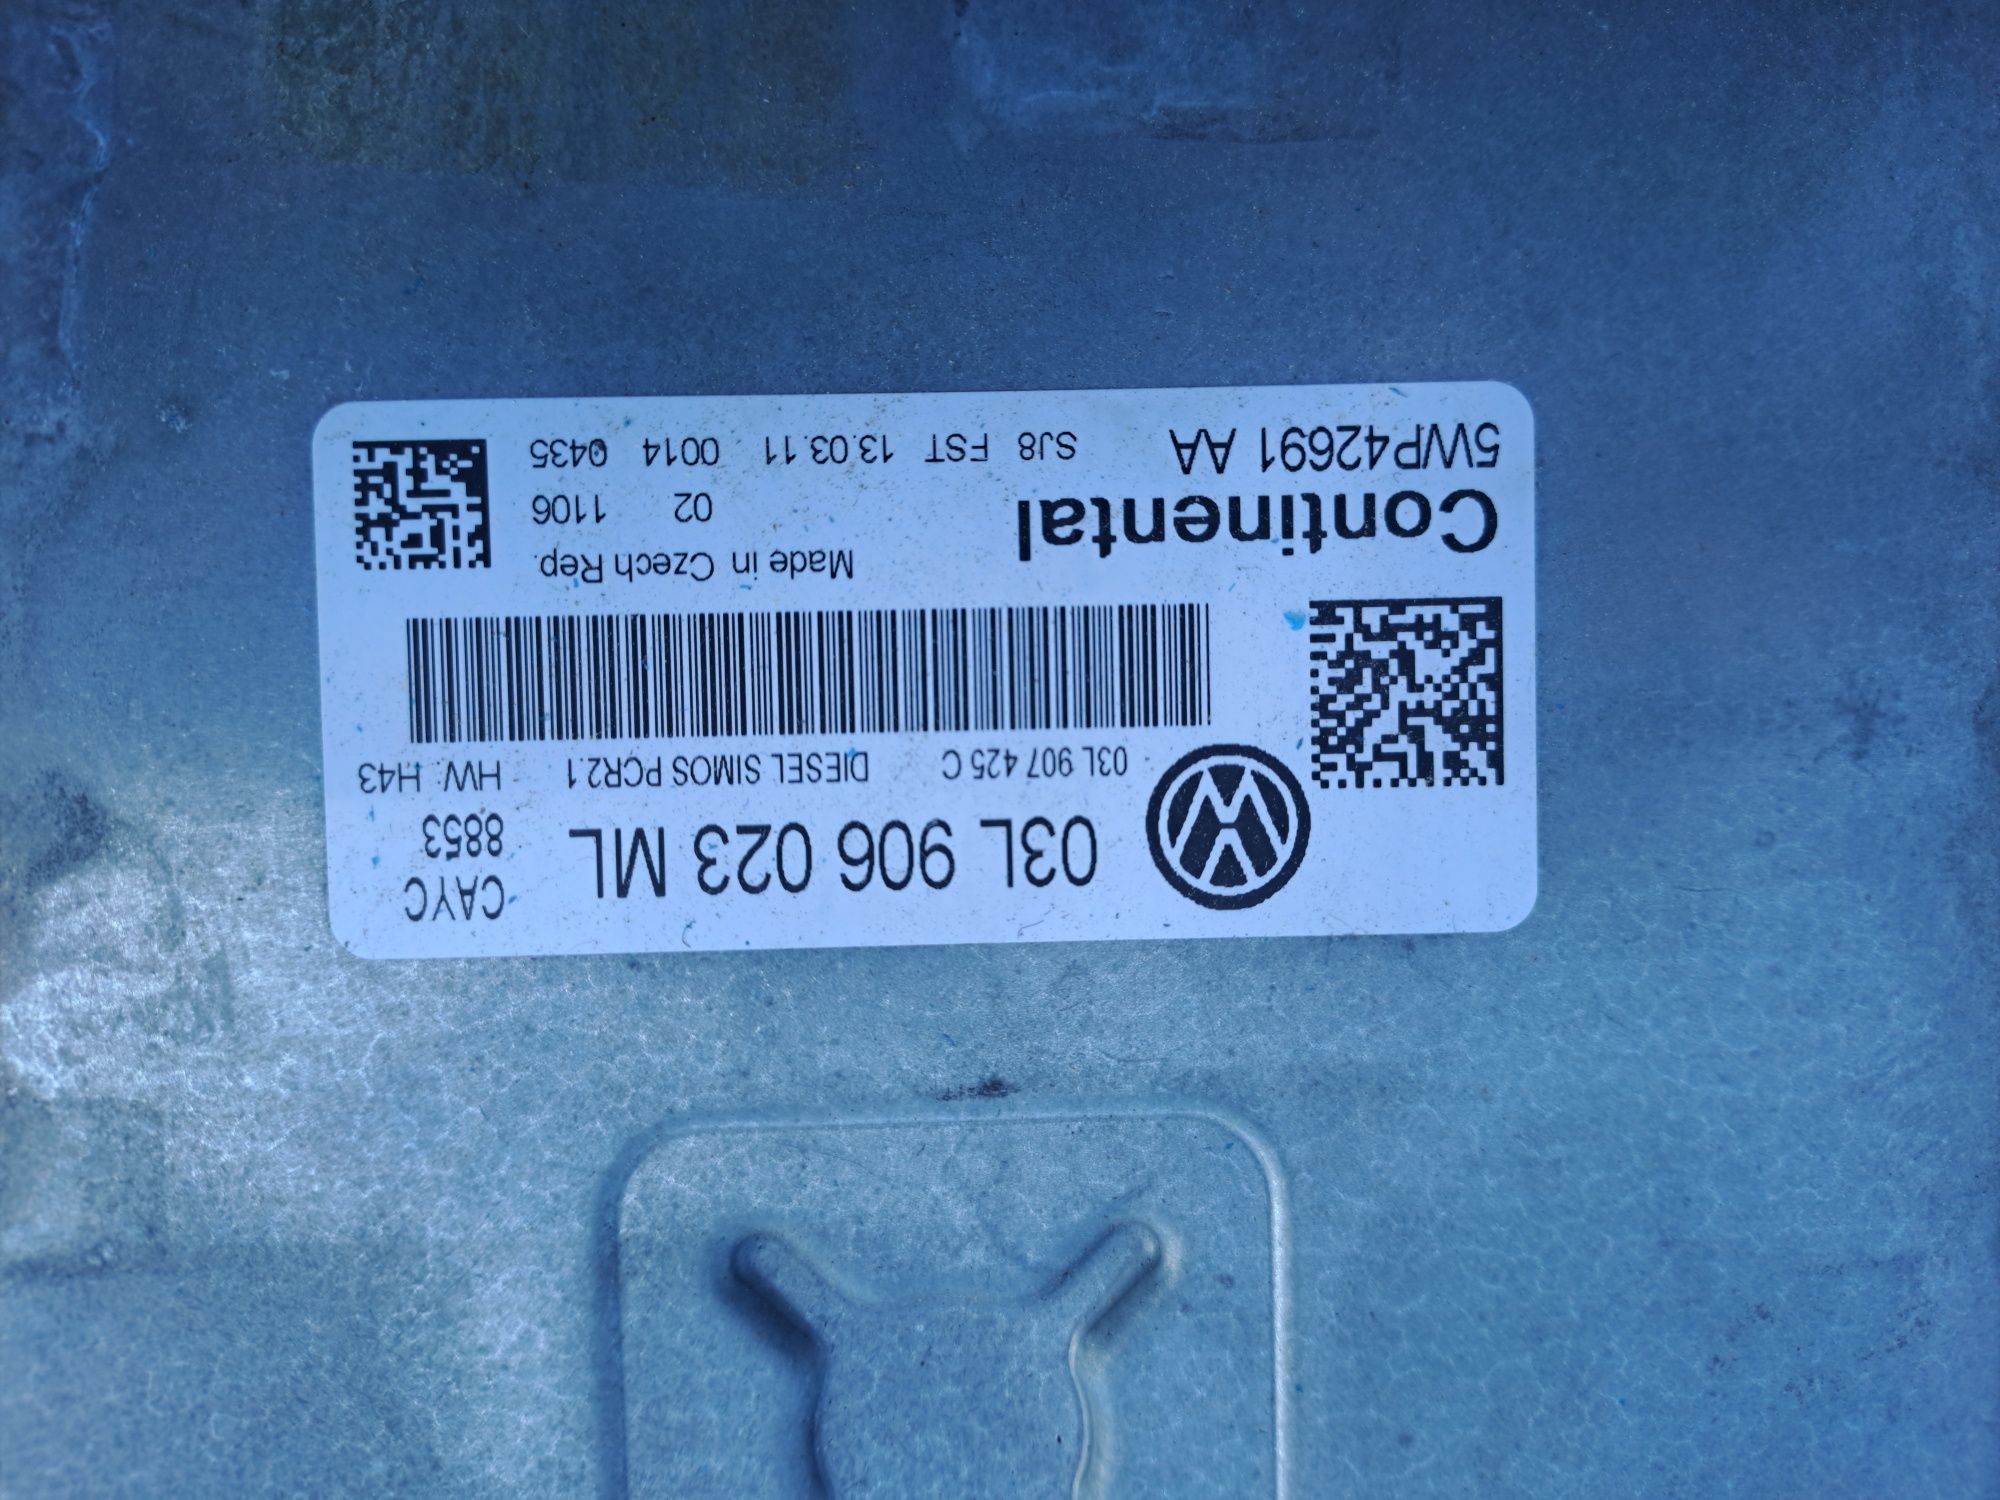 CAYC
03L 906 023 ML 8853
03L 907 425 C DIESEL SIMOS PCR2.1 HW: H43
Made in Czech Rep.
Continental 02 1106
5WP42691 AA SJ8 FST 13.03.11 0014 0435